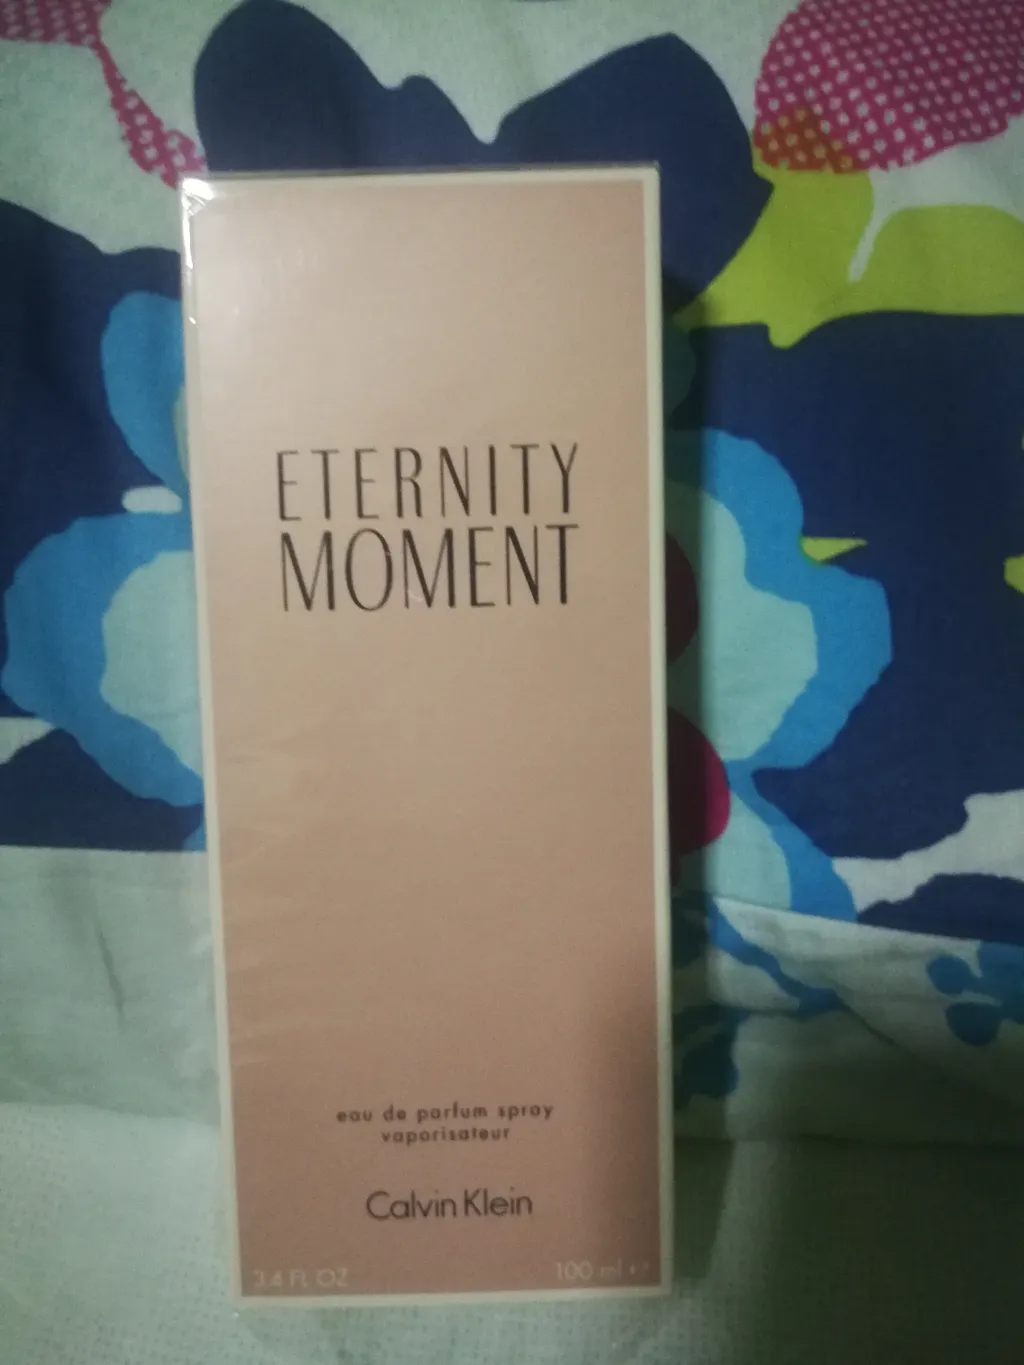 ETERNITY
MOMENT
eau de parfum spray
vaporisateur
Calvin Klein
3.4 FL OZ
100 ml ℮